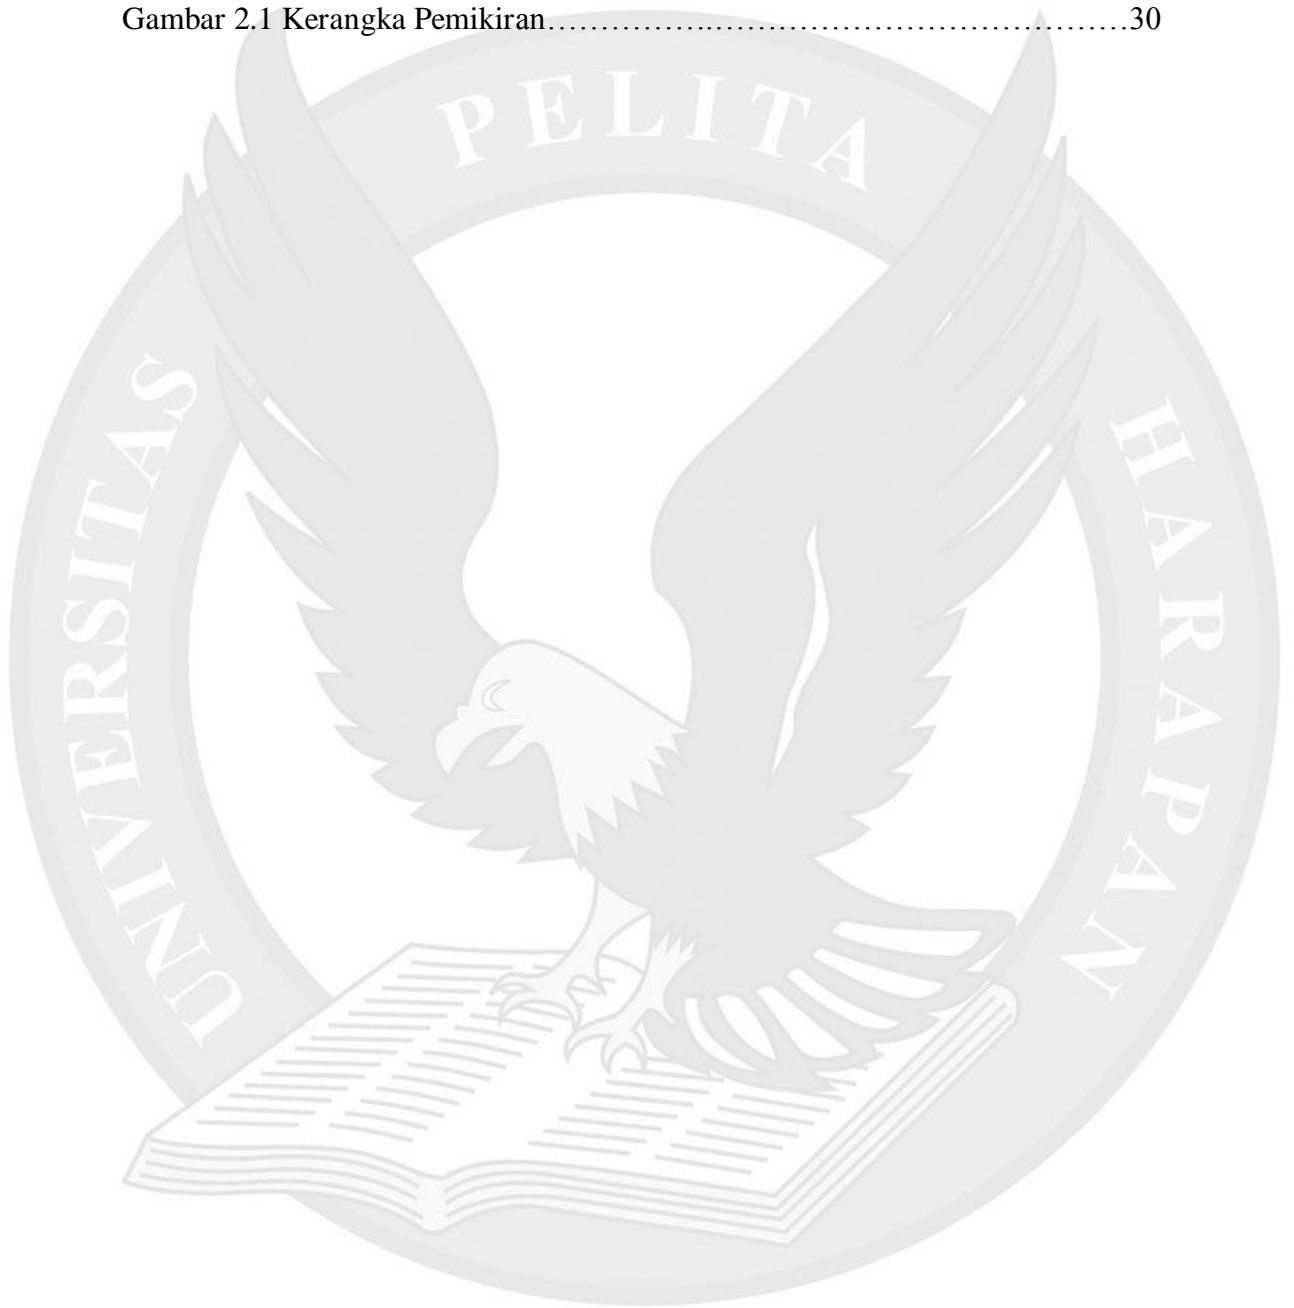 Gambar 2.1 Kerangka Pemikiran……………..……………………………………30
UNIVERSITAS PELITA HARAPAN